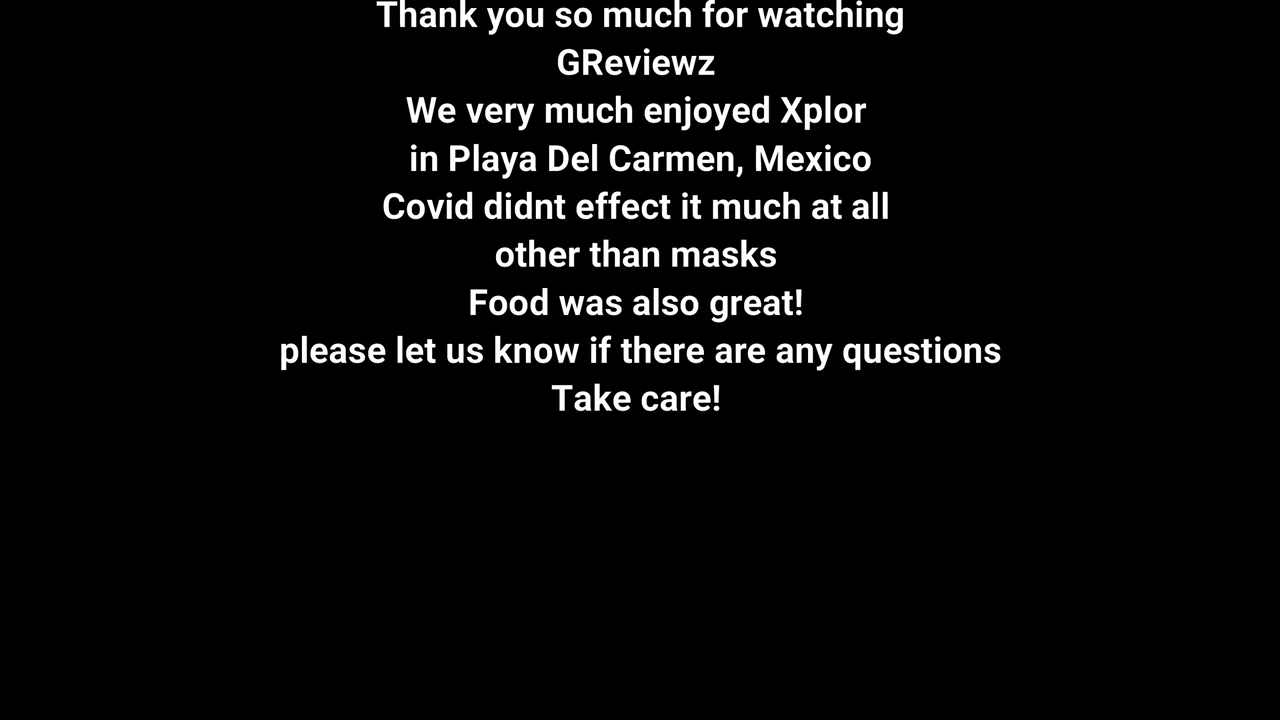 Thank you so much for watching
GReviewz
We very much enjoyed Xplor
in Playa Del Carmen, Mexico
Covid didnt effect it much at all
other than masks
Food was also great!
please let us know if there are any questions
Take care!